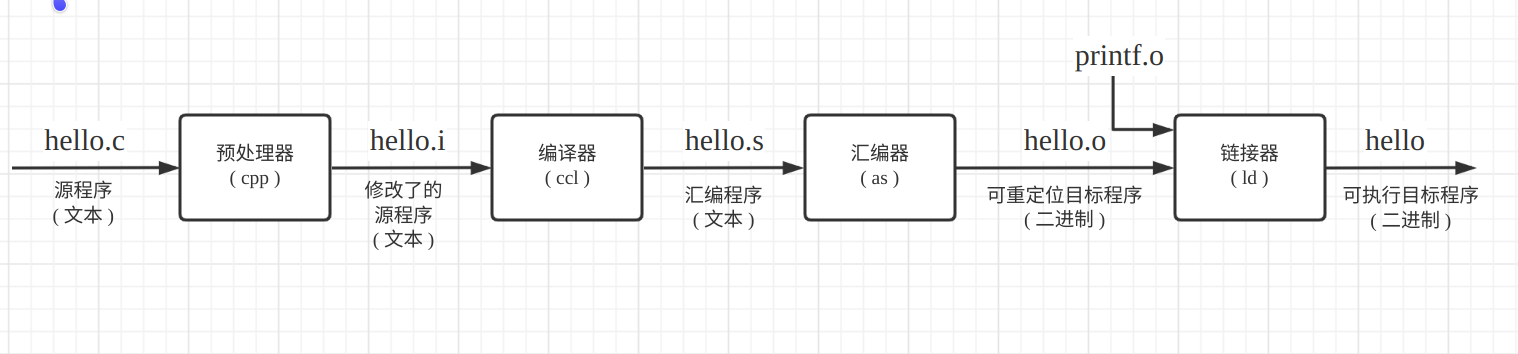 printf.o
hello.c
预处理器
( cpp )
hello.i
编译器
( ccl )
hello.s
汇编器
( as )
hello.o
链接器
( ld )
hello
源程序
( 文本 )
修改了的
源程序
( 文本 )
汇编程序
( 文本 )
可重定位目标程序
( 二进制 )
可执行目标程序
( 二进制 )